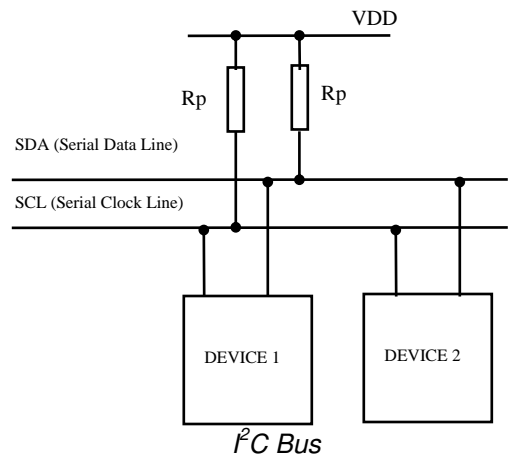 VDD
Rp
Rp
SDA (Serial Data Line)
SCL (Serial Clock Line)
DEVICE 1
DEVICE 2
I²C Bus